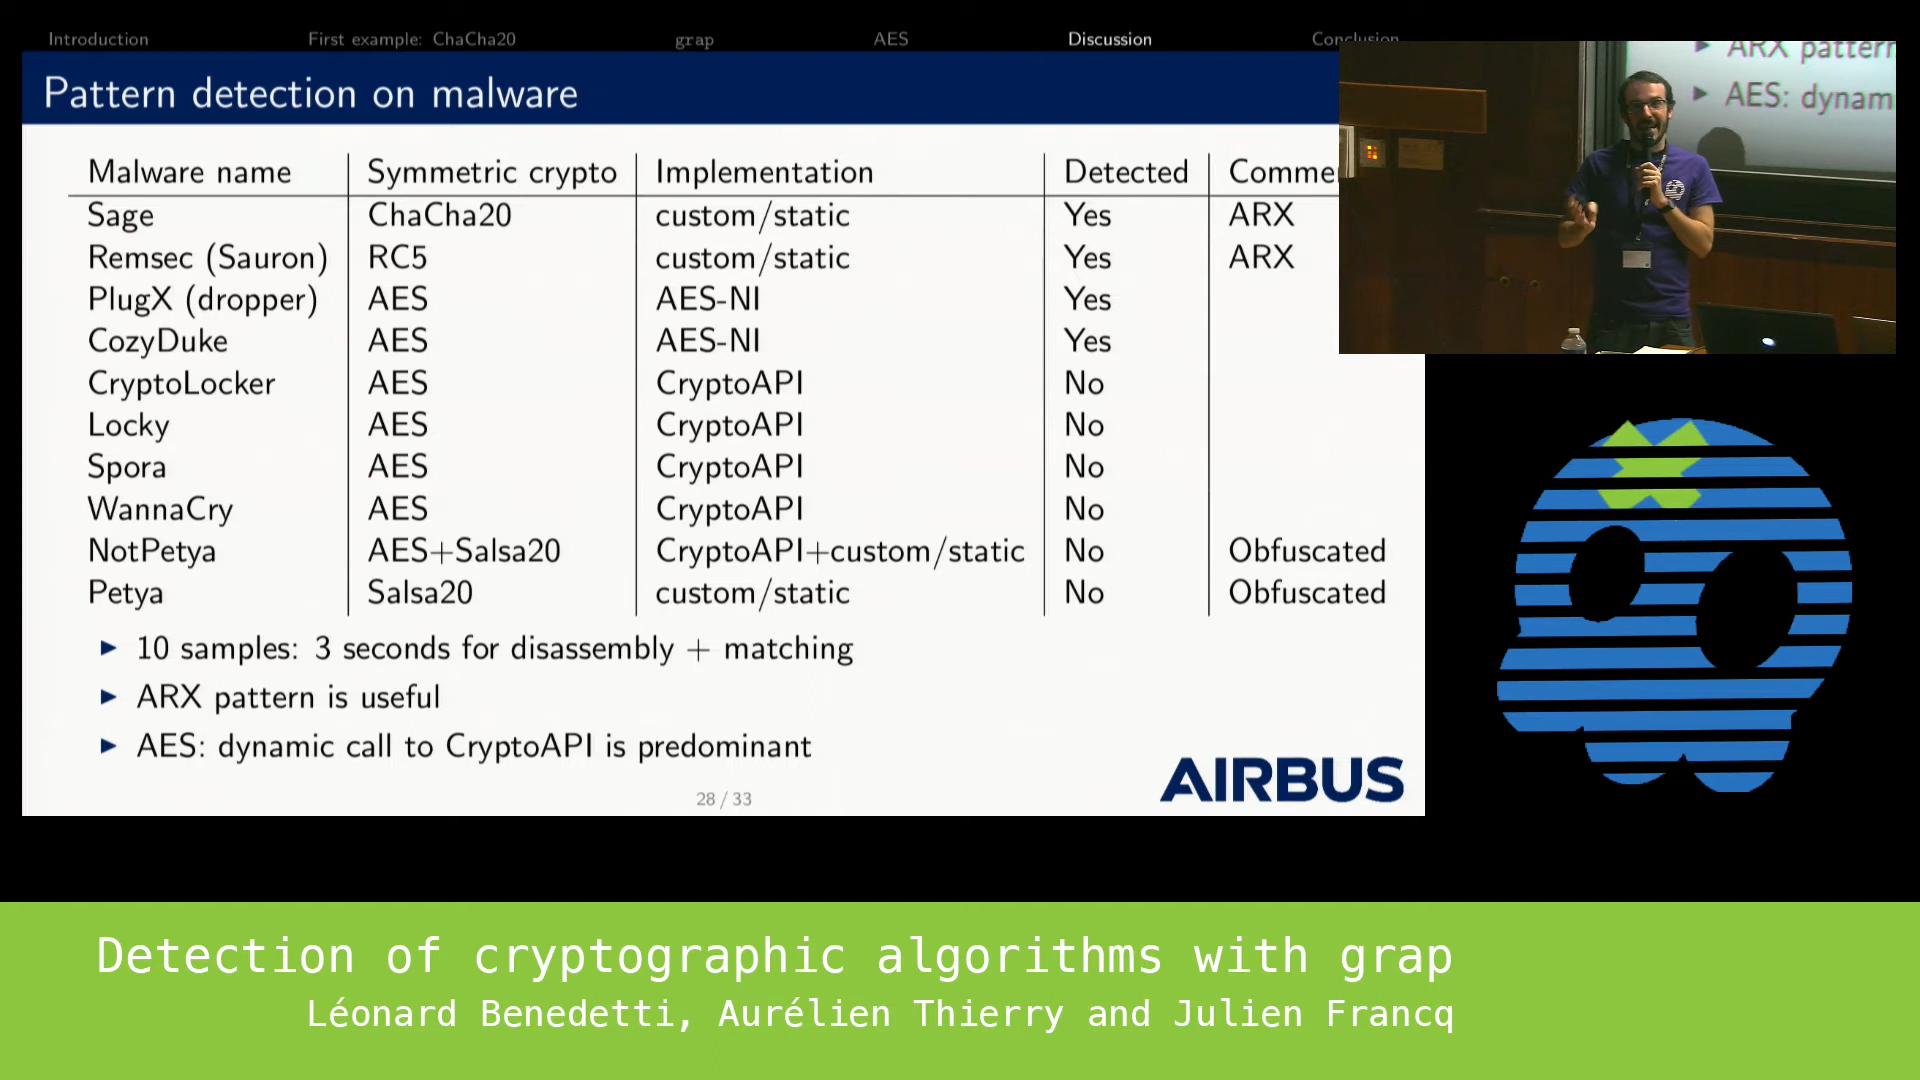 Introduction First example: ChaCha20 grap AES Discussion Conclusion
Pattern detection on malware
Malware name Symmetric crypto Implementation Detected Comme
Sage ChaCha20 custom/static Yes ARX
Remsec (Sauron) RC5 custom/static Yes ARX
PlugX (dropper) AES AES-NI Yes
CozyDuke AES AES-NI Yes
CryptoLocker AES CryptoAPI No
Locky AES CryptoAPI No
Spora AES CryptoAPI No
WannaCry AES CryptoAPI No
NotPetya AES+Salsa20 CryptoAPI+custom/static No Obfuscated
Petya Salsa20 custom/static No Obfuscated
► 10 samples: 3 seconds for disassembly + matching
► ARX pattern is useful
► AES: dynamic call to CryptoAPI is predominant
28 / 33
AIRBUS
► ARX pattern
► AES: dynam
Detection of cryptographic algorithms with grap
Léonard Benedetti, Aurélien Thierry and Julien Francq